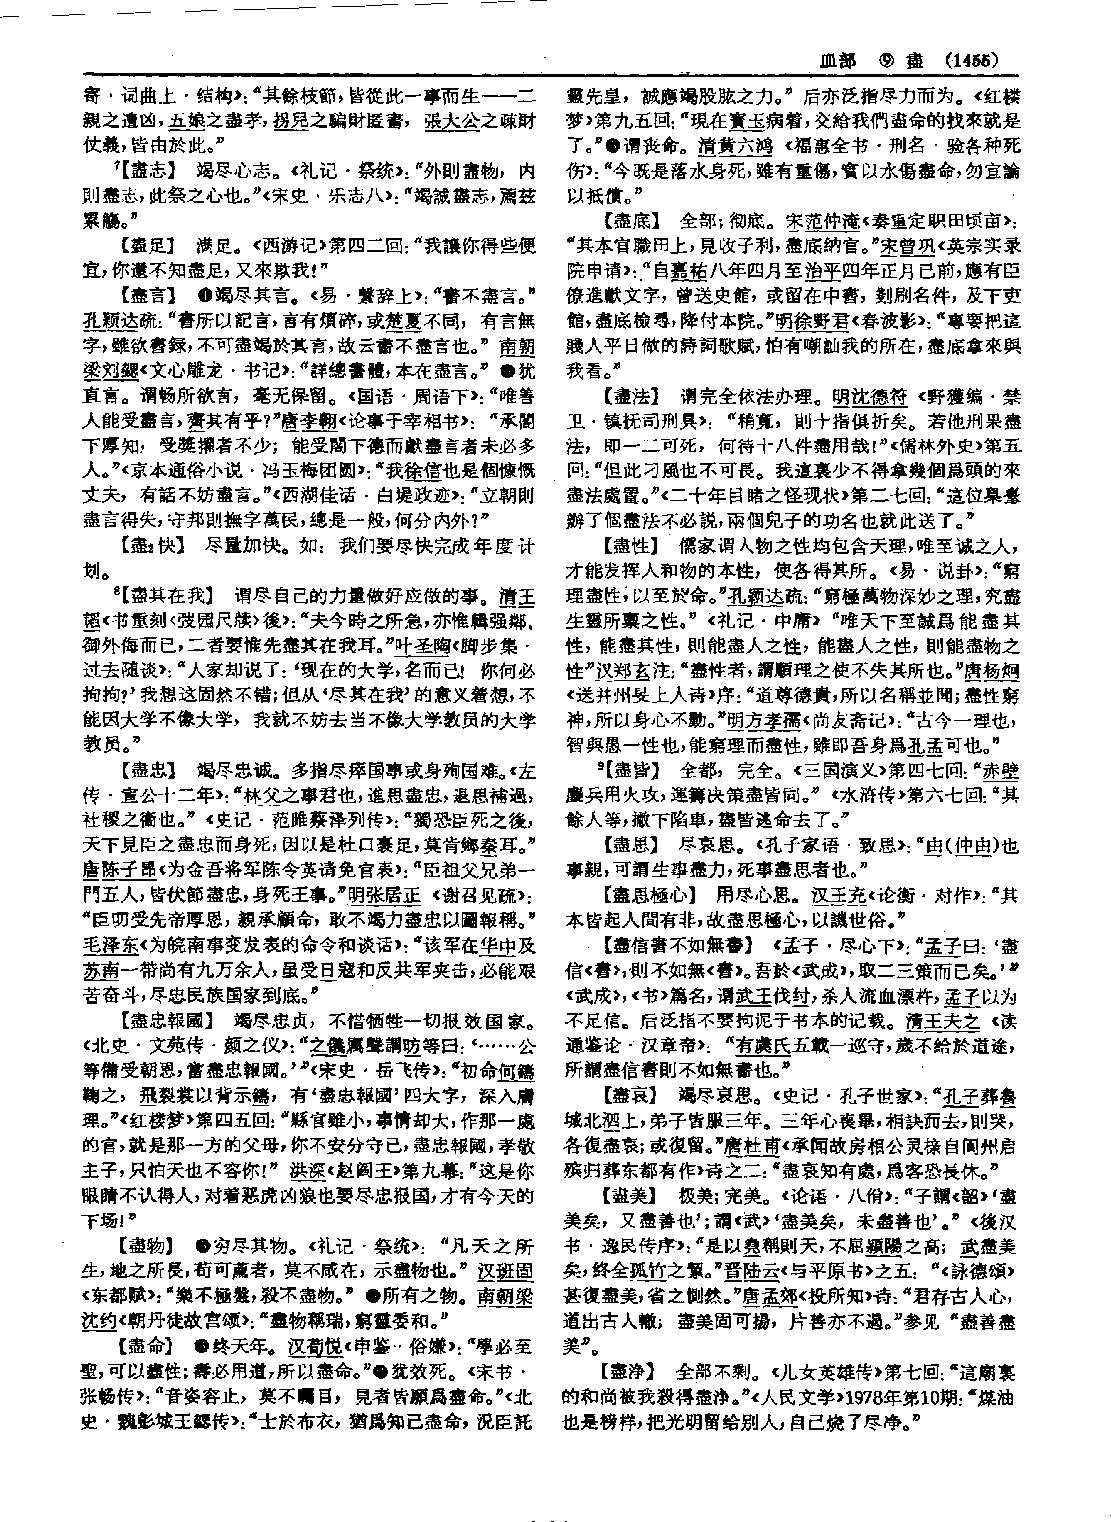 血部 ⑨ 盡 (1455)
寄·词曲上·结构》：“其餘枝節，皆從此一事而生——二
親之遭凶，五娘之盡孝，拐兒之騙財匿書，張大公之疎財
仗義，皆由於此。”
⁷【盡志】 竭尽心志。《礼记·祭统》：“外則盡物，内
則盡志，此祭之心也。”《宋史·乐志八》：“竭誠盡志，薦兹
累觴。”
【盡足】 满足。《西游记》第四二回：“我讓你得些便
宜，你還不知盡足，又來欺我！”
【盡言】 ❶竭尽其言。《易·繫辞上》：“書不盡言。”
孔颖达疏：“書所以記言，言有煩碎，或楚夏不同，有言無
字，雖欲書録，不可盡竭於其言，故云書不盡言也。” 南朝
梁刘勰《文心雕龙·书记》：“詳總書體，本在盡言。” ❷犹
直言。谓畅所欲言，毫无保留。《国语·周语下》：“唯善
人能受盡言，齊其有乎？”唐李翱《论事于宰相书》：“承閣
下厚知，受奬擢者不少；能受閣下德而獻盡言者未必多
人。”《京本通俗小说·冯玉梅团圆》：“我徐信也是個慷慨
丈夫，有話不妨盡言。”《西湖佳话·白堤政迹》：“立朝則
盡言得失，守邦則撫字萬民，總是一般，何分内外？”
【盡₂快】 尽量加快。如：我们要尽快完成年度计
划。
⁸【盡其在我】 谓尽自己的力量做好应做的事。清王
韬《书重刻〈弢园尺牍〉後》：“夫今時之所急，亦惟輯强鄰、
御外侮而已，二者要惟先盡其在我耳。”叶圣陶《脚步集·
过去随谈》：“人家却说了：‘现在的大学，名而已！你何必
拘拘？’我想这固然不错；但从‘尽其在我’的意义着想，不
能因大学不像大学，我就不妨去当不像大学教员的大学
教员。”
【盡忠】 竭尽忠诚。多指尽瘁国事或身殉国难。《左
传·宣公十二年》：“林父之事君也，進思盡忠，退思補過，
社稷之衛也。” 《史记·范雎蔡泽列传》：“獨恐臣死之後，
天下見臣之盡忠而身死，因以是杜口裹足，莫肯鄉秦耳。”
唐陈子昂《为金吾将军陈令英请免官表》：“臣祖父兄弟一
門五人，皆伏節盡忠，身死王事。”明张居正《谢召见疏》：
“臣叨受先帝厚恩，親承顧命，敢不竭力盡忠以圖報稱。”
毛泽东《为皖南事变发表的命令和谈话》：“该军在华中及
苏南一带尚有九万余人，虽受日寇和反共军夹击，必能艰
苦奋斗，尽忠民族国家到底。”
【盡忠報國】 竭尽忠贞，不惜牺牲一切报效国家。
《北史·文苑传·颜之仪》：“之儀厲聲謂昉等曰：‘……公
等備受朝恩，當盡忠報國。’”《宋史·岳飞传》：“初命何鑄
鞠之，飛裂裳以背示鑄，有‘盡忠報國’四大字，深入膚
理。”《红楼梦》第四五回：“縣官雖小，事情却大，作那一處
的官，就是那一方的父母，你不安分守己，盡忠報國，孝敬
主子，只怕天也不容你！” 洪深《赵阎王》第九幕：“这是你
眼睛不认得人，对着恶虎凶狼也要尽忠报国，才有今天的
下场！”
【盡物】 ❶穷尽其物。《礼记·祭统》：“凡天之所
生，地之所長，苟可薦者，莫不咸在，示盡物也。” 汉班固
《东都赋》：“樂不極盤，殺不盡物。” ❷所有之物。南朝梁
沈约《朝丹徒故宫颂》：“盡物稱瑞，窮靈委和。”
【盡命】 ❶终天年。汉荀悦《申鉴·俗嫌》：“學必至
聖，可以盡性；壽必用道，所以盡命。”❷犹效死。《宋书·
张畅传》：“音姿容止，莫不矚目，見者皆願爲盡命。”《北
史·魏彭城王勰传》：“士於布衣，猶爲知己盡命，況臣託
靈先皇，誠應竭股肱之力。” 后亦泛指尽力而为。《红楼
梦》第九五回：“現在寶玉病着，交給我們盡命的找來就是
了。”❸谓丧命。清黄六鸿《福惠全书·刑名·验各种死
伤》：“今既是落水身死，雖有重傷，實以水傷盡命，勿宜論
以抵償。”
【盡底】 全部；彻底。宋范仲淹《奏重定职田顷亩》：
“其本官職田上，見收子利，盡底納官。”宋曾巩《英宗实录
院申请》：“自嘉祐八年四月至治平四年正月已前，應有臣
僚進獻文字，曾送史館，或留在中書，剗刷名件，及下吏
館，盡底檢尋，降付本院。”明徐野君《春波影》：“專要把這
賤人平日做的詩詞歌賦，怕有嘲訕我的所在，盡底拿來與
我看。”
【盡法】 谓完全依法办理。明沈德符《野獲编·禁
卫·镇抚司刑具》：“稍寬，則十指俱折矣。若他刑果盡
法，即一二可死，何待十八件盡用哉！”《儒林外史》第五
回：“但此刁風也不可長。我這裏少不得拿幾個爲頭的來
盡法處置。”《二十年目睹之怪现状》第二七回：“這位臬臺
辦了個盡法不必説，兩個兒子的功名也就此送了。”
【盡性】 儒家谓人物之性均包含天理，唯至诚之人，
才能发挥人和物的本性，使各得其所。《易·说卦》：“窮
理盡性，以至於命。”孔颖达疏：“窮極萬物深妙之理，究盡
生靈所禀之性。” 《礼记·中庸》“唯天下至誠爲能盡其
性，能盡其性，則能盡人之性，能盡人之性，則能盡物之
性”汉郑玄注：“盡性者，謂順理之使不失其所也。”唐杨炯
《送并州旻上人诗》序：“道尊德貴，所以名稱並聞；盡性窮
神，所以身心不動。”明方孝孺《尚友斋记》：“古今一理也，
智與愚一性也，能窮理而盡性，雖即吾身爲孔孟可也。”
⁹【盡皆】 全都，完全。《三国演义》第四七回：“赤壁
鏖兵用火攻，運籌决策盡皆同。” 《水浒传》第六七回：“其
餘人等，撇下陷車，盡皆逃命去了。”
【盡思】 尽哀思。《孔子家语·致思》：“由（仲由）也
事親，可謂生事盡力，死事盡思者也。”
【盡思極心】 用尽心思。汉王充《论衡·对作》：“其
本皆起人間有非，故盡思極心，以譏世俗。”
【盡信書不如無書】 《孟子·尽心下》：“孟子曰：‘盡
信《書》，則不如無《書》。吾於《武成》，取二三策而已矣。’”
《武成》，《书》篇名，谓武王伐纣，杀人流血漂杵，孟子以为
不足信。后泛指不要拘泥于书本的记载。清王夫之《读
通鉴论·汉章帝》：“有虞氏五載一巡守，歲不給於道途，
所謂盡信書則不如無書也。”
【盡哀】 竭尽哀思。《史记·孔子世家》：“孔子葬魯
城北泗上，弟子皆服三年。三年心喪畢，相訣而去，則哭，
各復盡哀；或復留。”唐杜甫《承闻故房相公灵榇自阆州启
殡归葬东都有作》诗之二：“盡哀知有處，爲客恐長休。”
【盡美】 极美；完美。《论语·八佾》：“子謂《韶》‘盡
美矣，又盡善也’；謂《武》‘盡美矣，未盡善也’。” 《後汉
书·逸民传序》：“是以堯稱則天，不屈潁陽之高；武盡美
矣，終全孤竹之絜。”晋陆云《与平原书》之五：“《詠德頌》
甚復盡美，省之惻然。”唐孟郊《投所知》诗：“君存古人心，
道出古人轍；盡美固可揚，片善亦不遏。”参见“盡善盡
美”。
【盡净】 全部不剩。《儿女英雄传》第七回：“這廟裏
的和尚被我殺得盡净。”《人民文学》1978年第10期：“煤油
也是榜样，把光明留给别人，自己烧了尽净。”